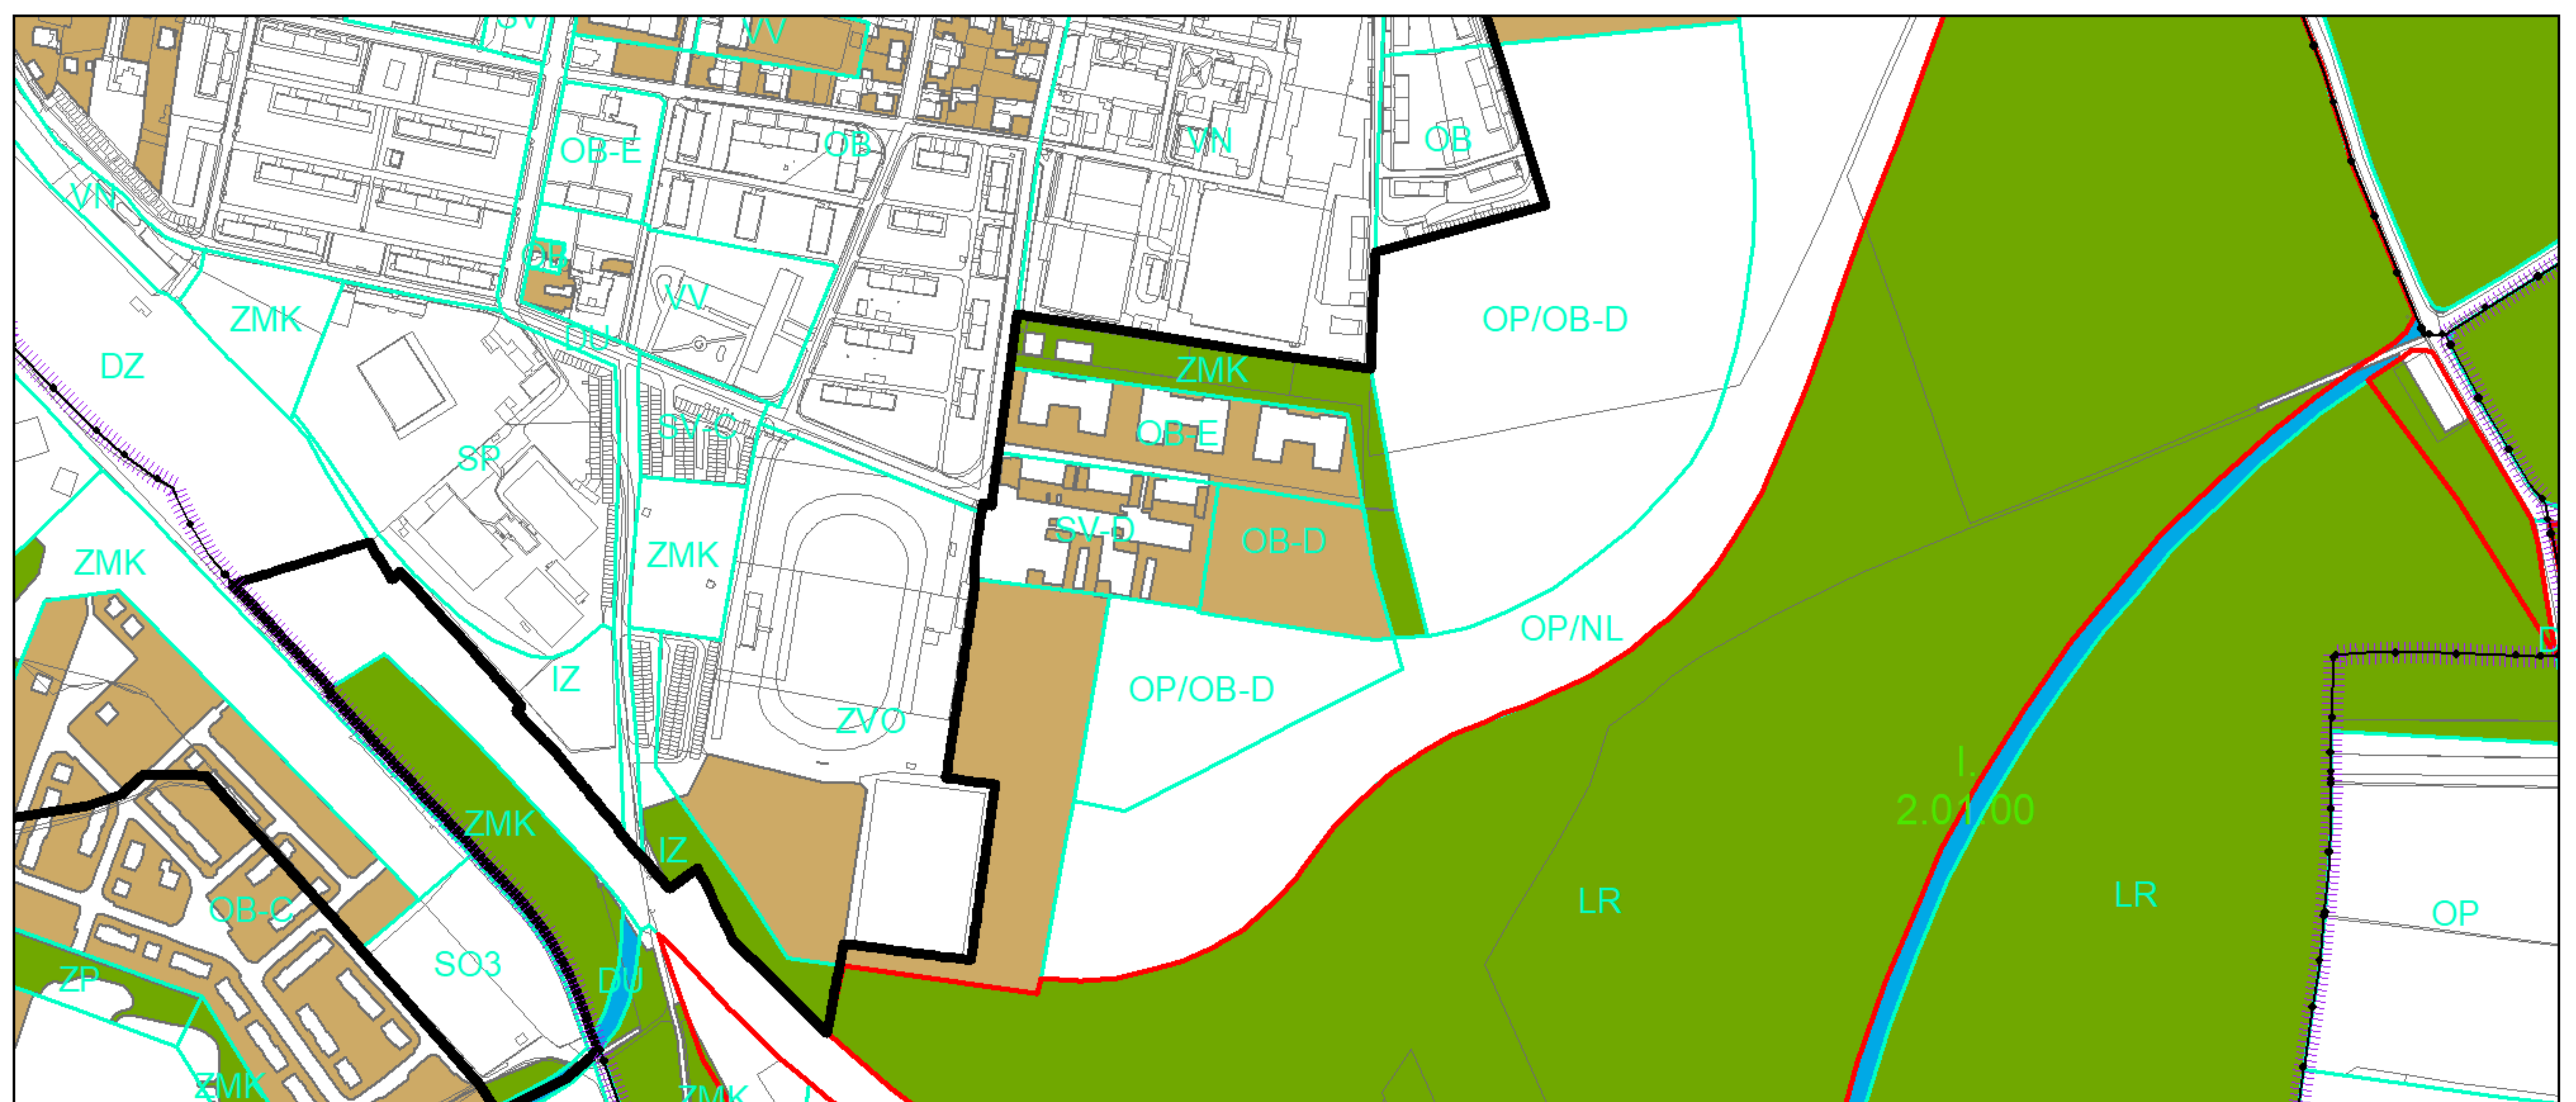 SV
VV
OB-E
OB
VN
OB
VN
OB
ZMK
VV
OP/OB-D
DU
DZ
ZMK
SV-C
OB-E
SP
SV-D
OB-D
ZMK
ZMK
OP/NL
D
IZ
OP/OB-D
ZVO
I.
2.01.00
ZMK
IZ
LR
LR
OB-C
OP
SO3
ZP
DU
ZMK
ZMK